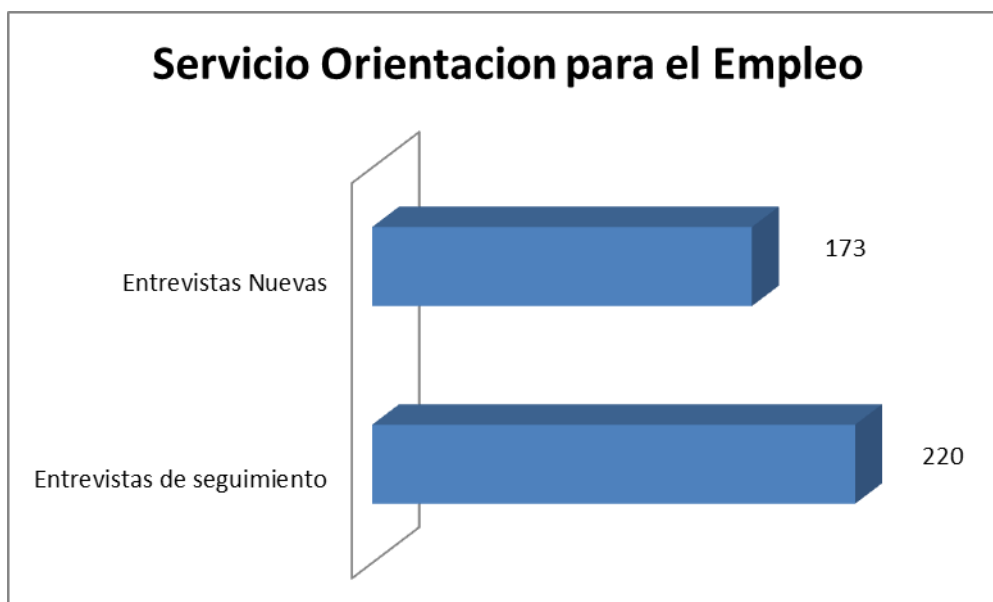 Servicio Orientacion para el Empleo
Entrevistas Nuevas
173
Entrevistas de seguimiento
220